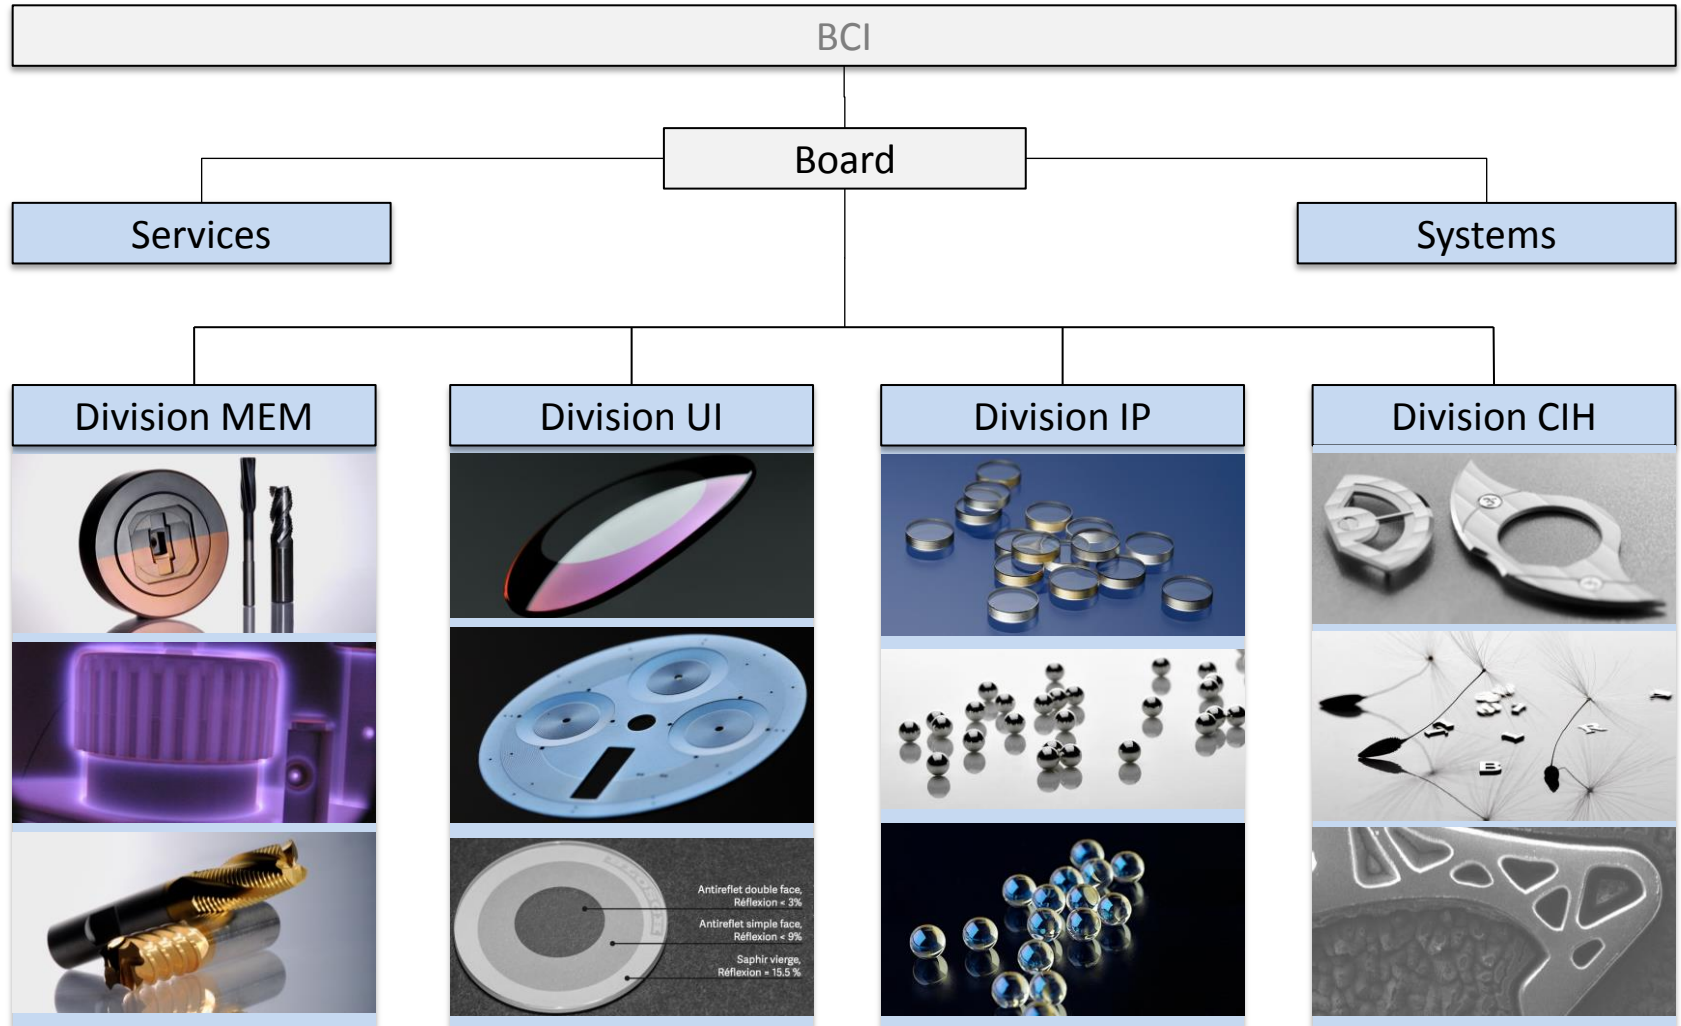 BCI
Board
Services
Systems
Division MEM
Division UI
Division IP
Division CIH
Antireflet double face,
Réflexion < 3%
Antireflet simple face,
Réflexion < 9%
Saphir vierge,
Réflexion = 15.5 %
B